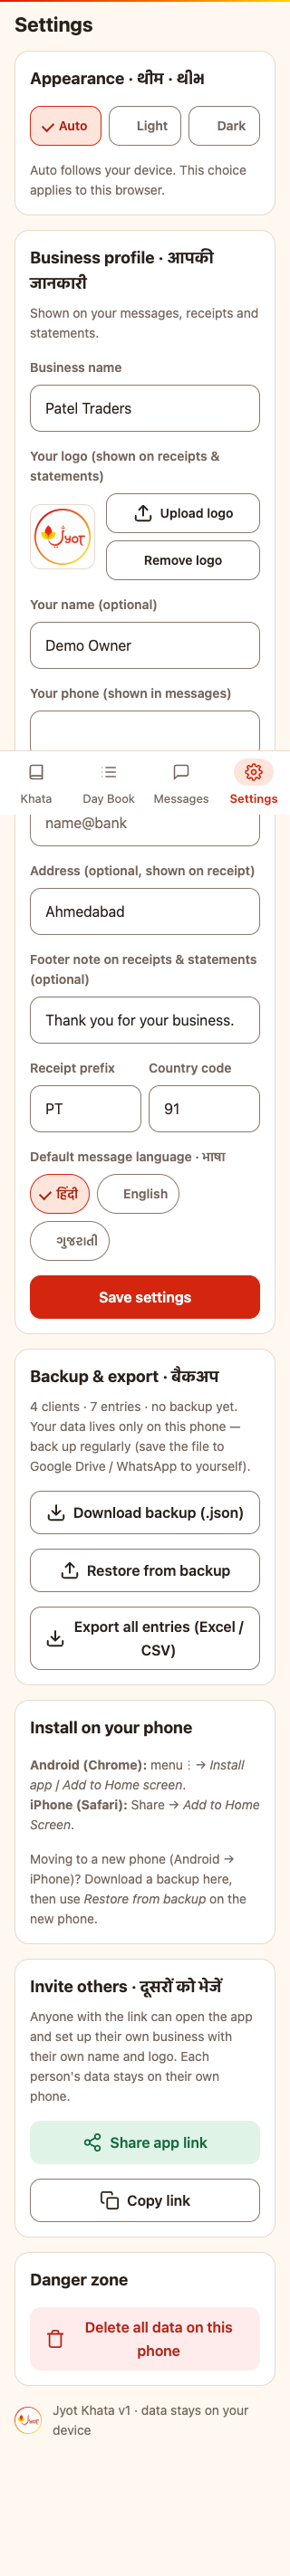 Settings
Appearance · थीम · થીમ
Auto
Light
Dark
Auto follows your device. This choice
applies to this browser.
Business profile · आपकी
जानकारी
Shown on your messages, receipts and
statements.
Business name
Patel Traders
Your logo (shown on receipts &
statements)
Jyot
Upload logo
Remove logo
Your name (optional)
Demo Owner
Your phone (shown in messages)
Khata
Day Book
Messages
Settings
name@bank
Address (optional, shown on receipt)
Ahmedabad
Footer note on receipts & statements
(optional)
Thank you for your business.
Receipt prefix
Country code
PT
91
Default message language · भाषा
हिंदी
English
ગુજરાતી
Save settings
Backup & export · बैकअप
4 clients · 7 entries · no backup yet.
Your data lives only on this phone —
back up regularly (save the file to
Google Drive / WhatsApp to yourself).
Download backup (.json)
Restore from backup
Export all entries (Excel /
CSV)
Install on your phone
Android (Chrome): menu ⋮ → Install
app / Add to Home screen.
iPhone (Safari): Share → Add to Home
Screen.
Moving to a new phone (Android →
iPhone)? Download a backup here,
then use Restore from backup on the
new phone.
Invite others · दूसरों को भेजें
Anyone with the link can open the app
and set up their own business with
their own name and logo. Each
person's data stays on their own
phone.
Share app link
Copy link
Danger zone
Delete all data on this
phone
Jyot
Jyot Khata v1 · data stays on your
device